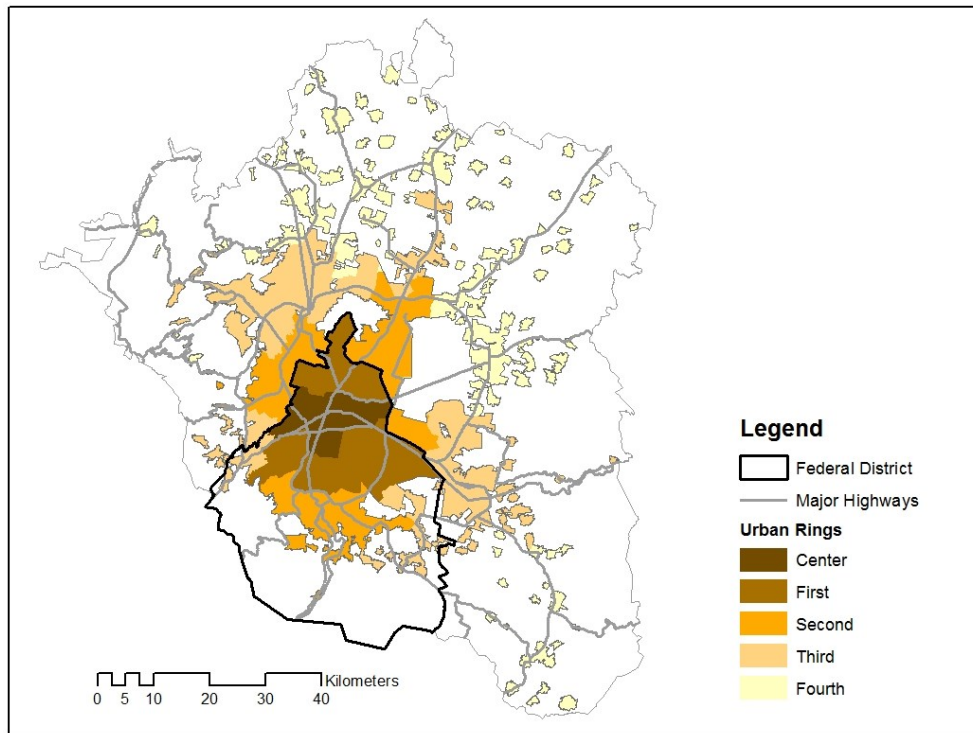 Legend
Federal District
Major Highways
Urban Rings
Center
First
Second
Third
Fourth
Kilometers
0 5 10 20 30 40